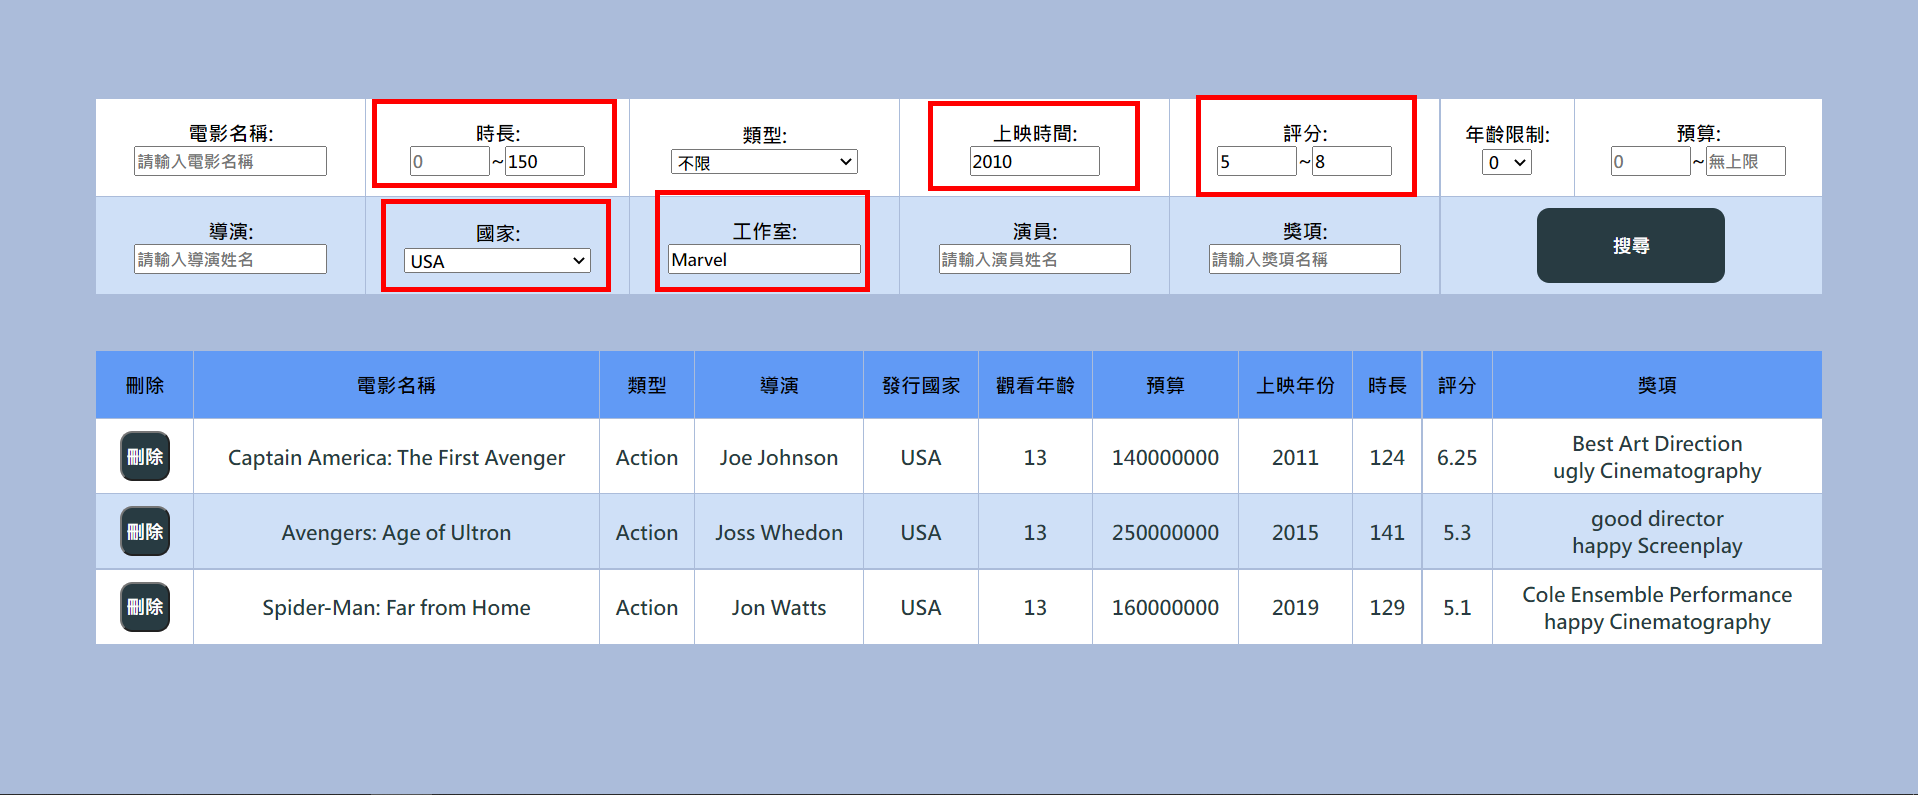 電影名稱: 時長: 類型: 上映時間: 評分: 年齡限制: 預算:
請輸入電影名稱 0 ~ 150 不限 2010 5 ~ 8 0 0 ~ 無上限
導演: 國家: 工作室: 演員: 獎項:
請輸入導演姓名 USA Marvel 請輸入演員姓名 請輸入獎項名稱 搜尋
刪除 電影名稱 類型 導演 發行國家 觀看年齡 預算 上映年份 時長 評分 獎項
刪除 Captain America: The First Avenger Action Joe Johnson USA 13 140000000 2011 124 6.25 Best Art Direction
ugly Cinematography
刪除 Avengers: Age of Ultron Action Joss Whedon USA 13 250000000 2015 141 5.3 good director
happy Screenplay
刪除 Spider-Man: Far from Home Action Jon Watts USA 13 160000000 2019 129 5.1 Cole Ensemble Performance
happy Cinematography